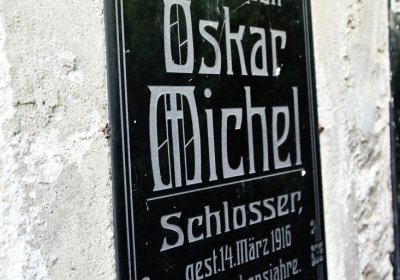 Oskar
Michel
Schlosser,
gest. 14. März 1916